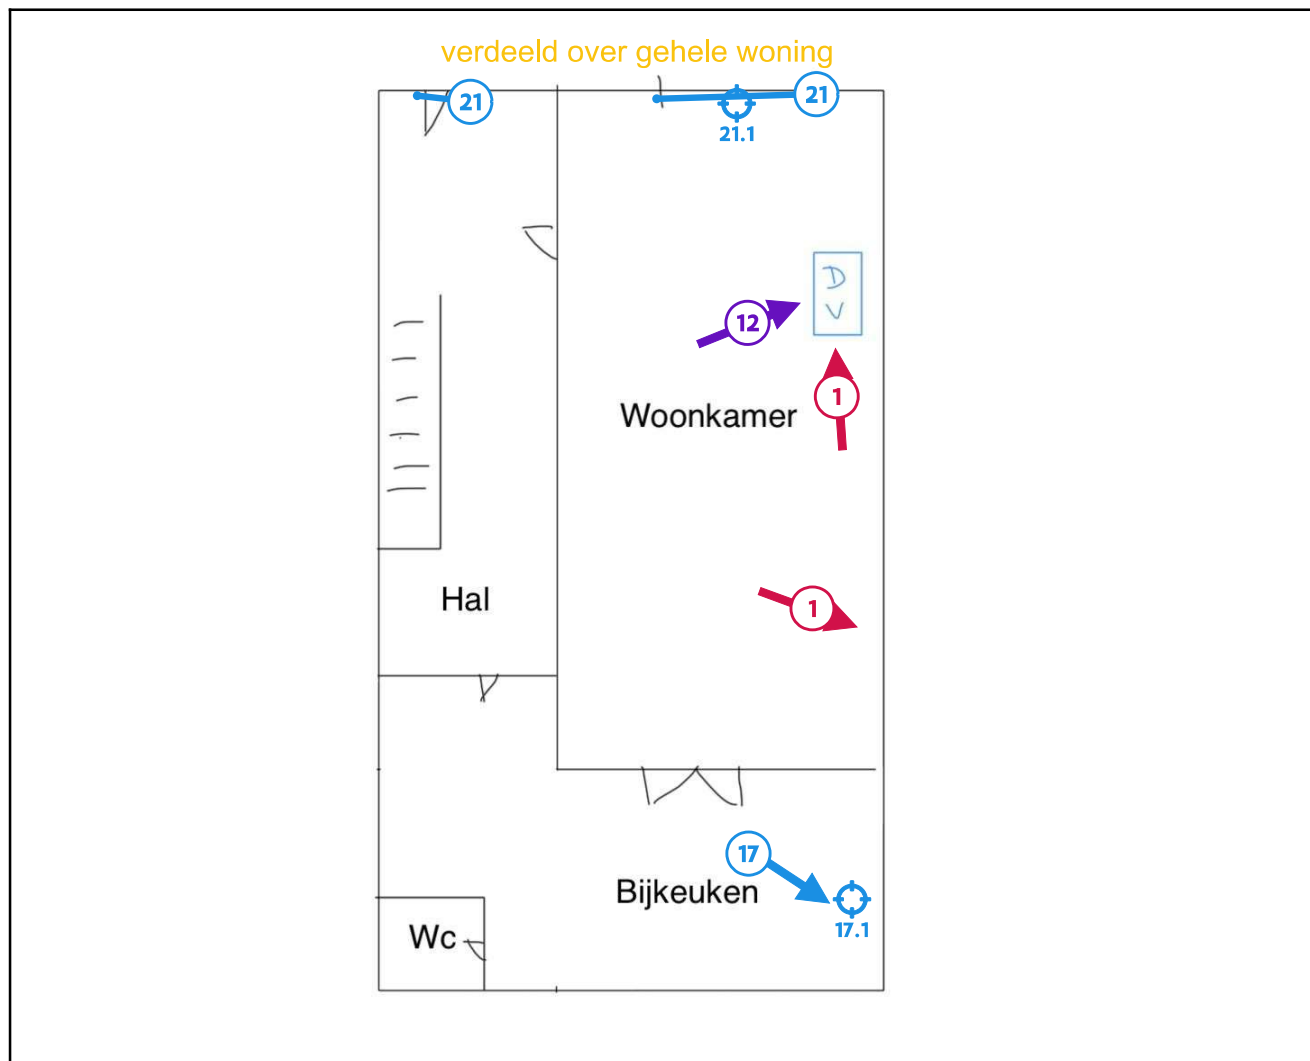 verdeeld over gehele woning
21
21
21.1
D
V
12
1
Woonkamer
1
Hal
17
Bijkeuken
17.1
Wc